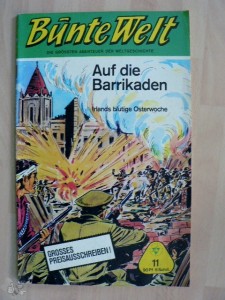 Bunte Welt
DIE GRÖSSTEN ABENTEUER DER WELTGESCHICHTE
Auf die
Barrikaden
Irlands blutige Osterwoche
GROSSES
PREISAUSSCHREIBEN!
11